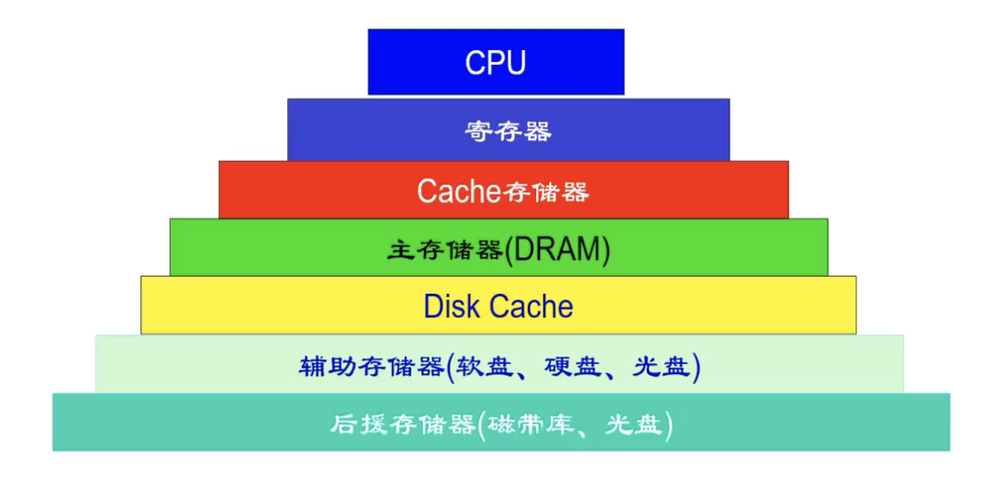 CPU
寄存器
Cache存储器
主存储器(DRAM)
Disk Cache
辅助存储器(软盘、硬盘、光盘)
后援存储器(磁带库、光盘)